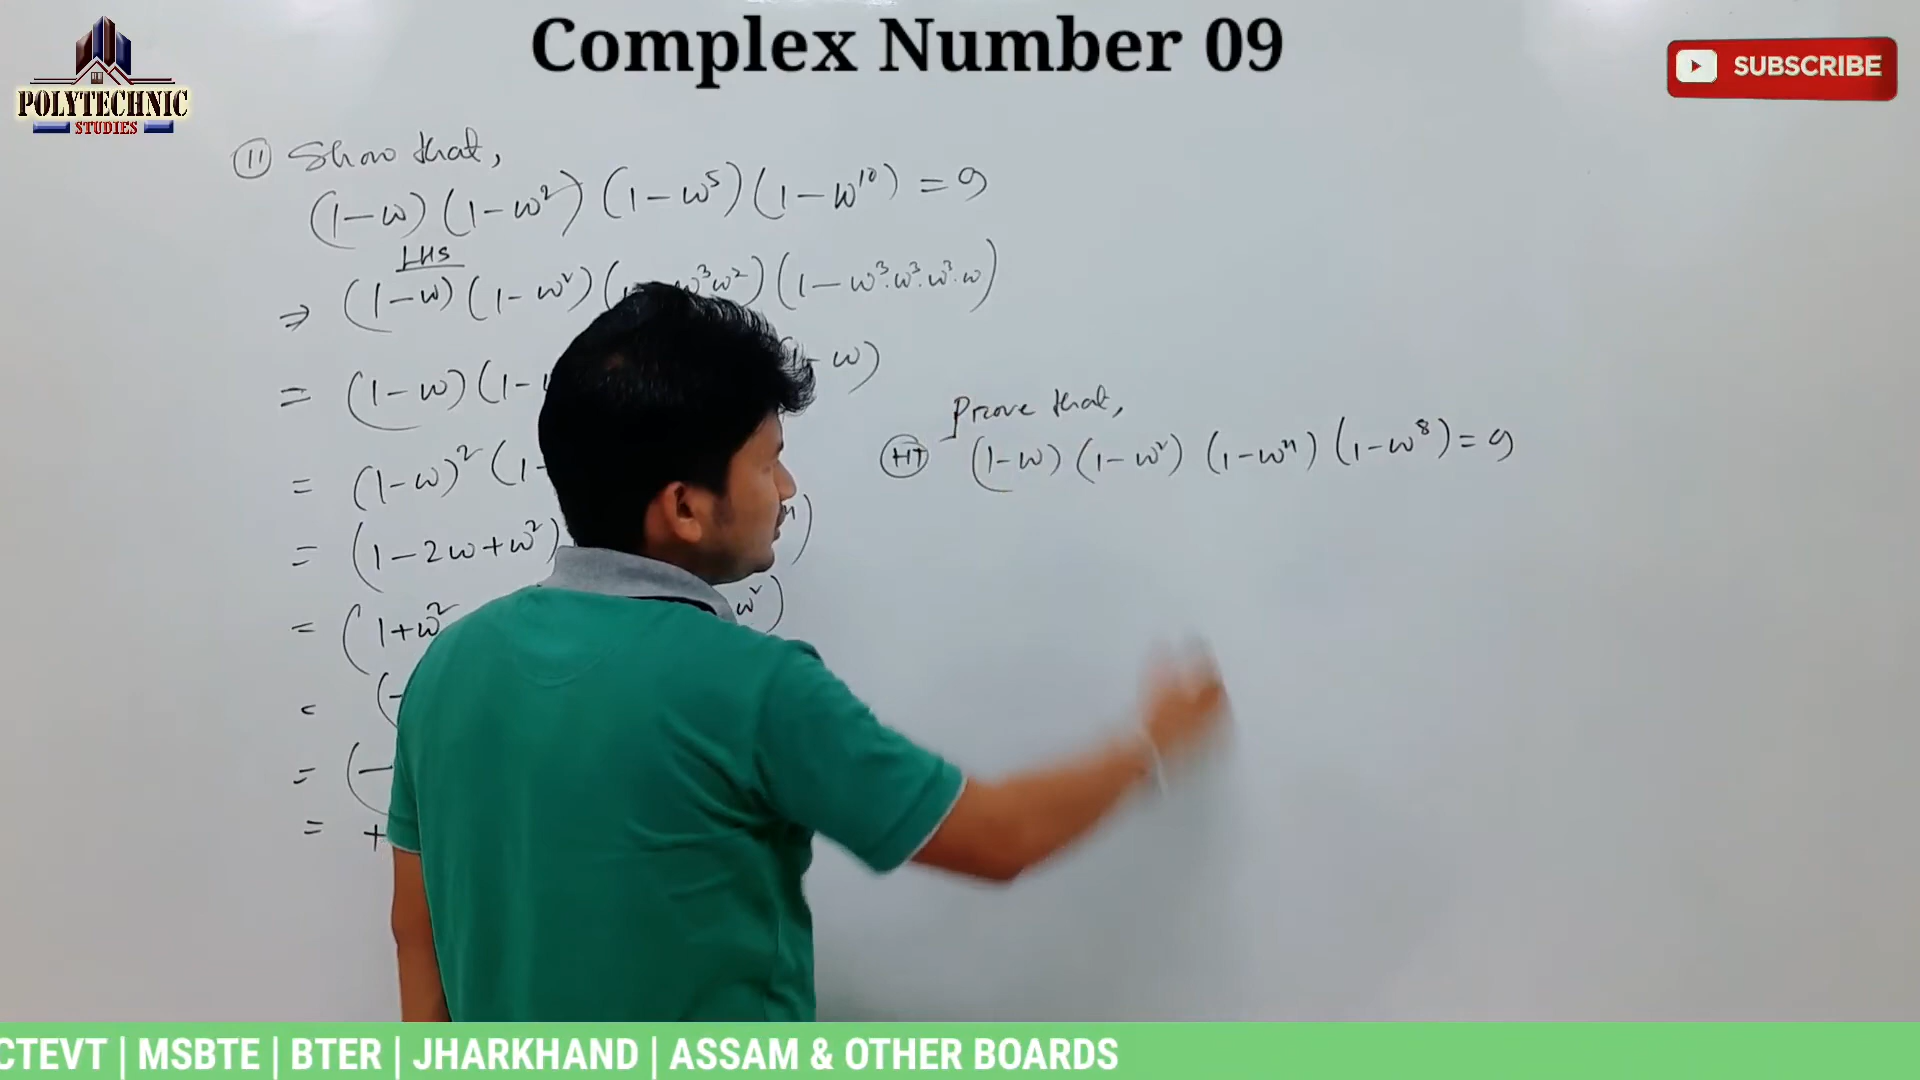 Complex Number 09
POLYTECHNIC
STUDIES
SUBSCRIBE
11 Show that,
(1-ω)(1-ω²)(1-ω⁵)(1-ω¹⁰) = 9
LHS
⇒ (1-ω)(1-ω²)( ω³ω²)(1-ω³.ω³.ω³.ω)
= (1-ω)(1- -ω)
= (1-ω)²(1-
= (1-2ω+ω²) )
= (1+ω² ω²)
= (-
= (-
= +
Prove that,
HT (1-ω)(1-ω²)(1-ω⁴)(1-ω⁸) = 9
CTEVT | MSBTE | BTER | JHARKHAND | ASSAM & OTHER BOARDS